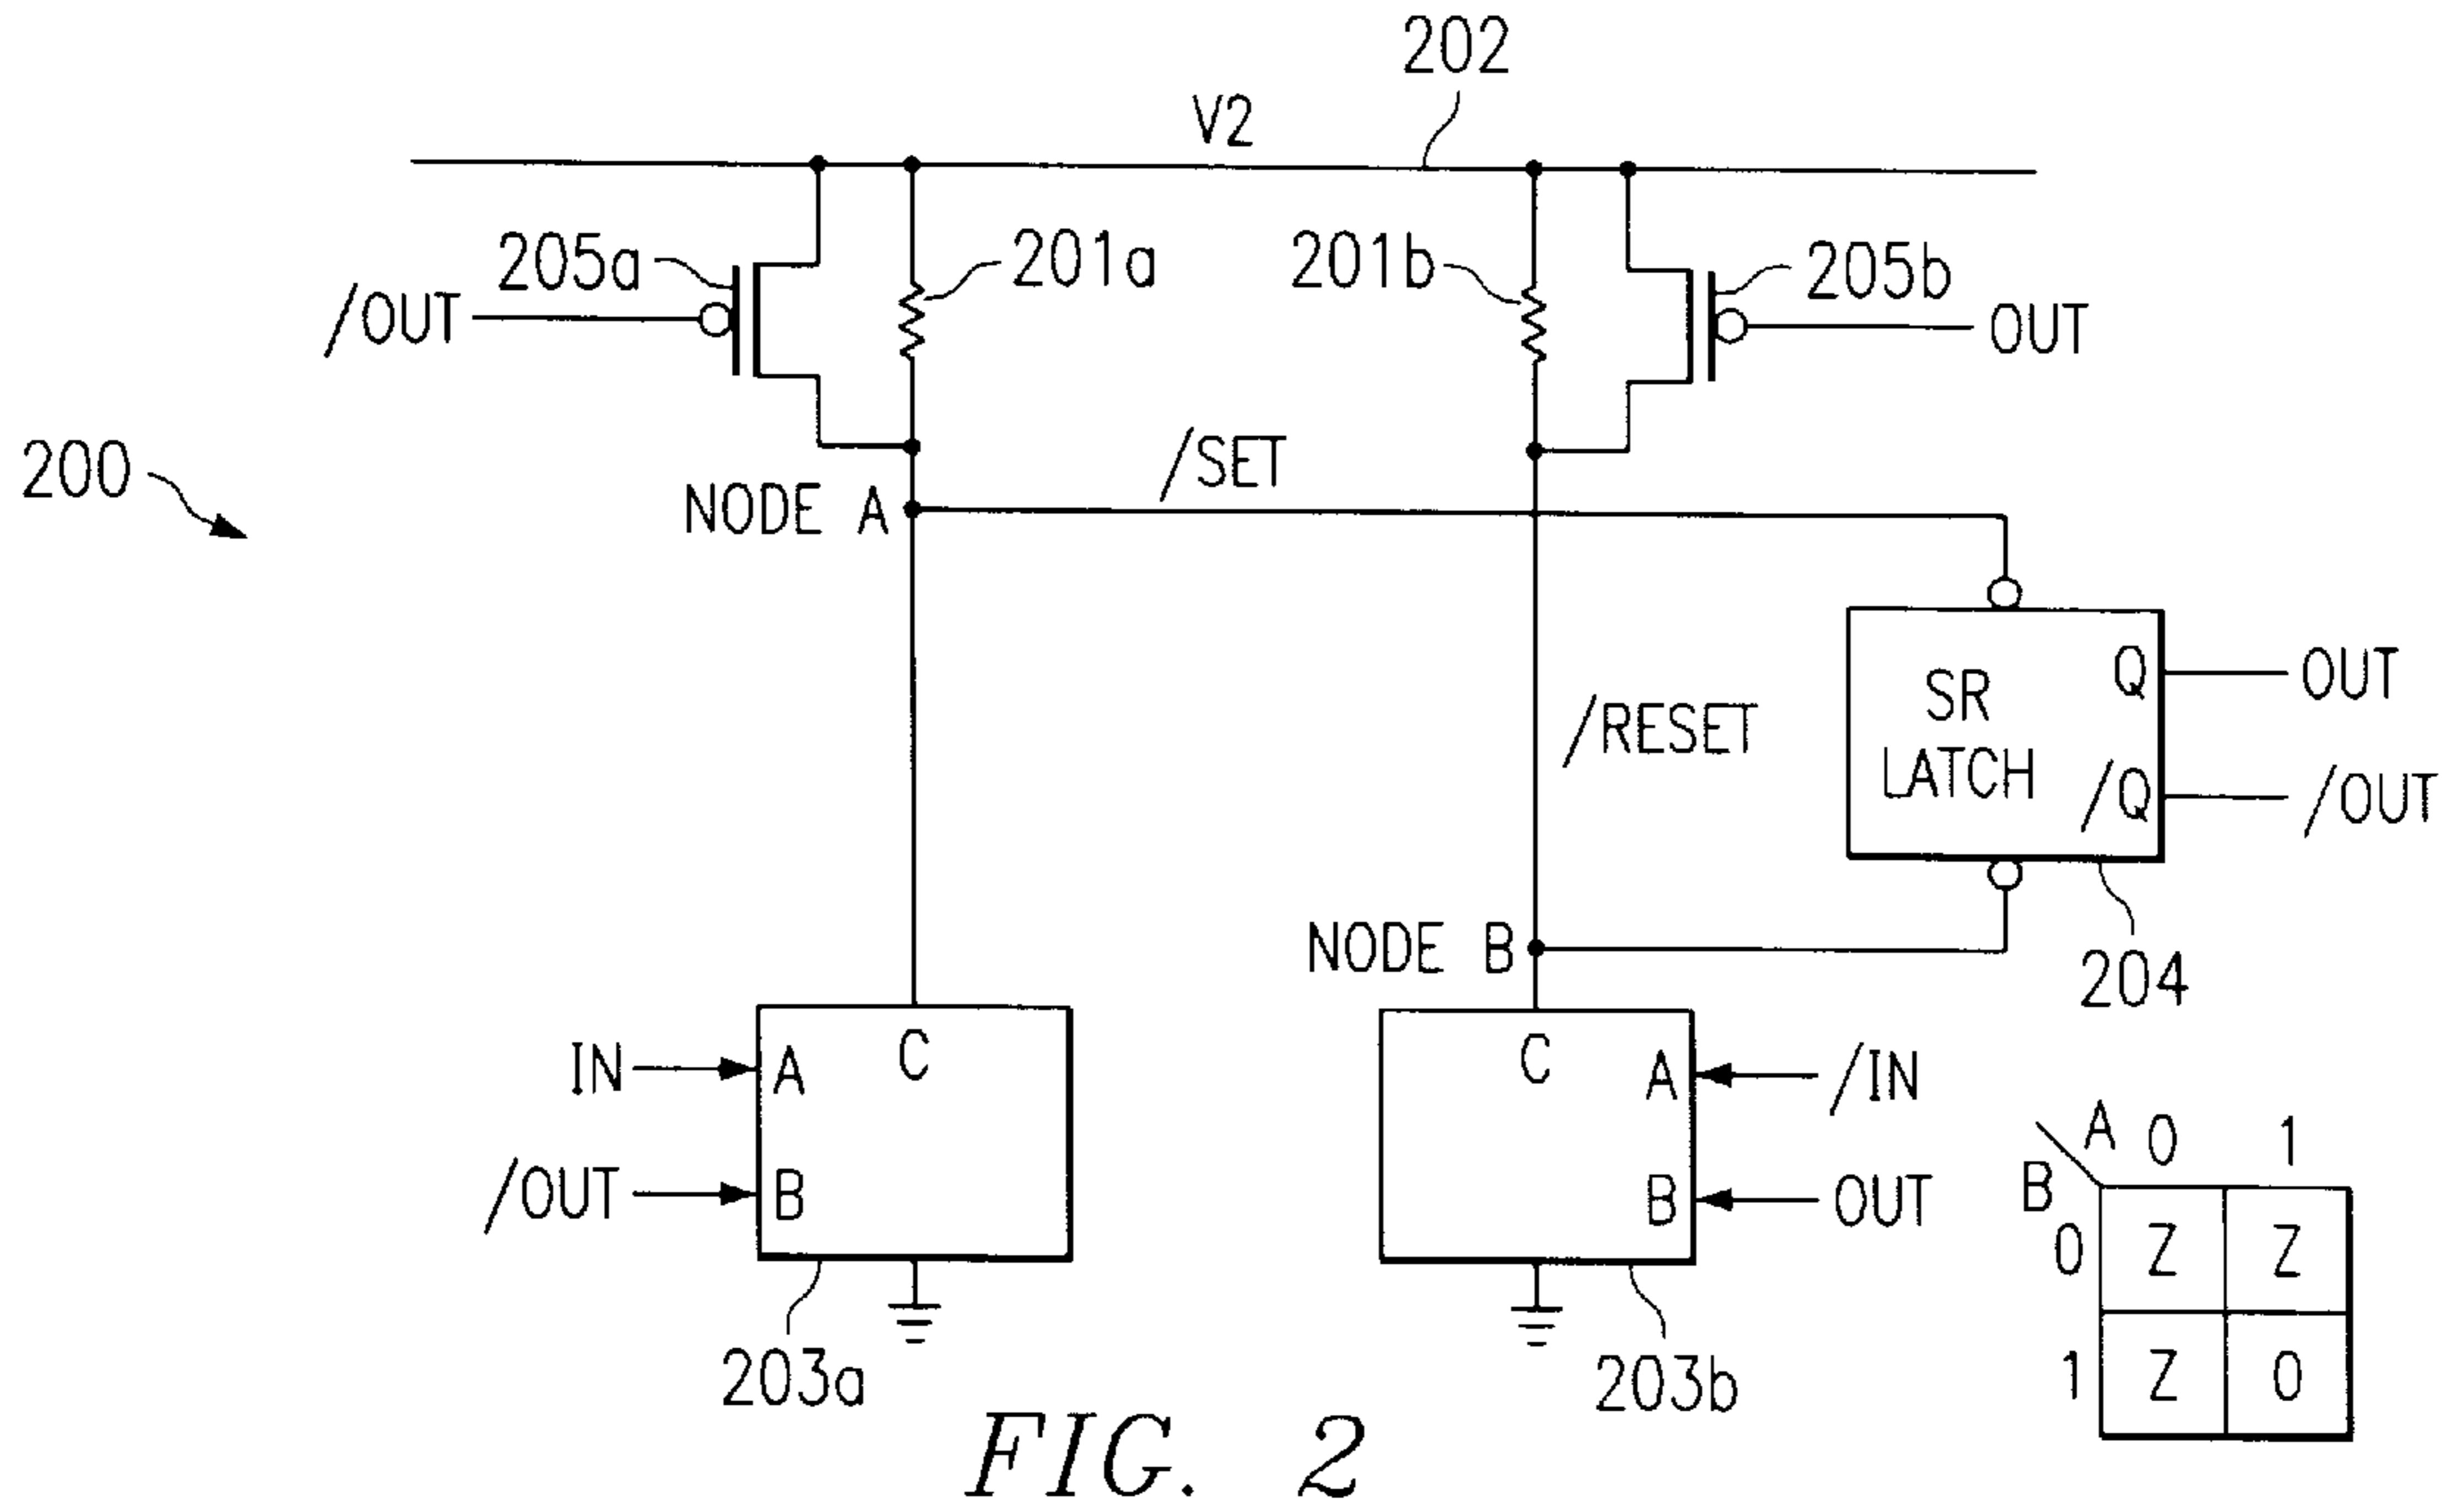 202
V2
205a
201a
201b
205b
/OUT
OUT
200
/SET
NODE A
Q
OUT
SR
LATCH
/RESET
/Q
/OUT
NODE B
204
C
C
IN
A
A
/IN
/OUT
B
B
OUT
A 0 1
B
0 Z Z
1 Z 0
203a
203b
FIG. 2